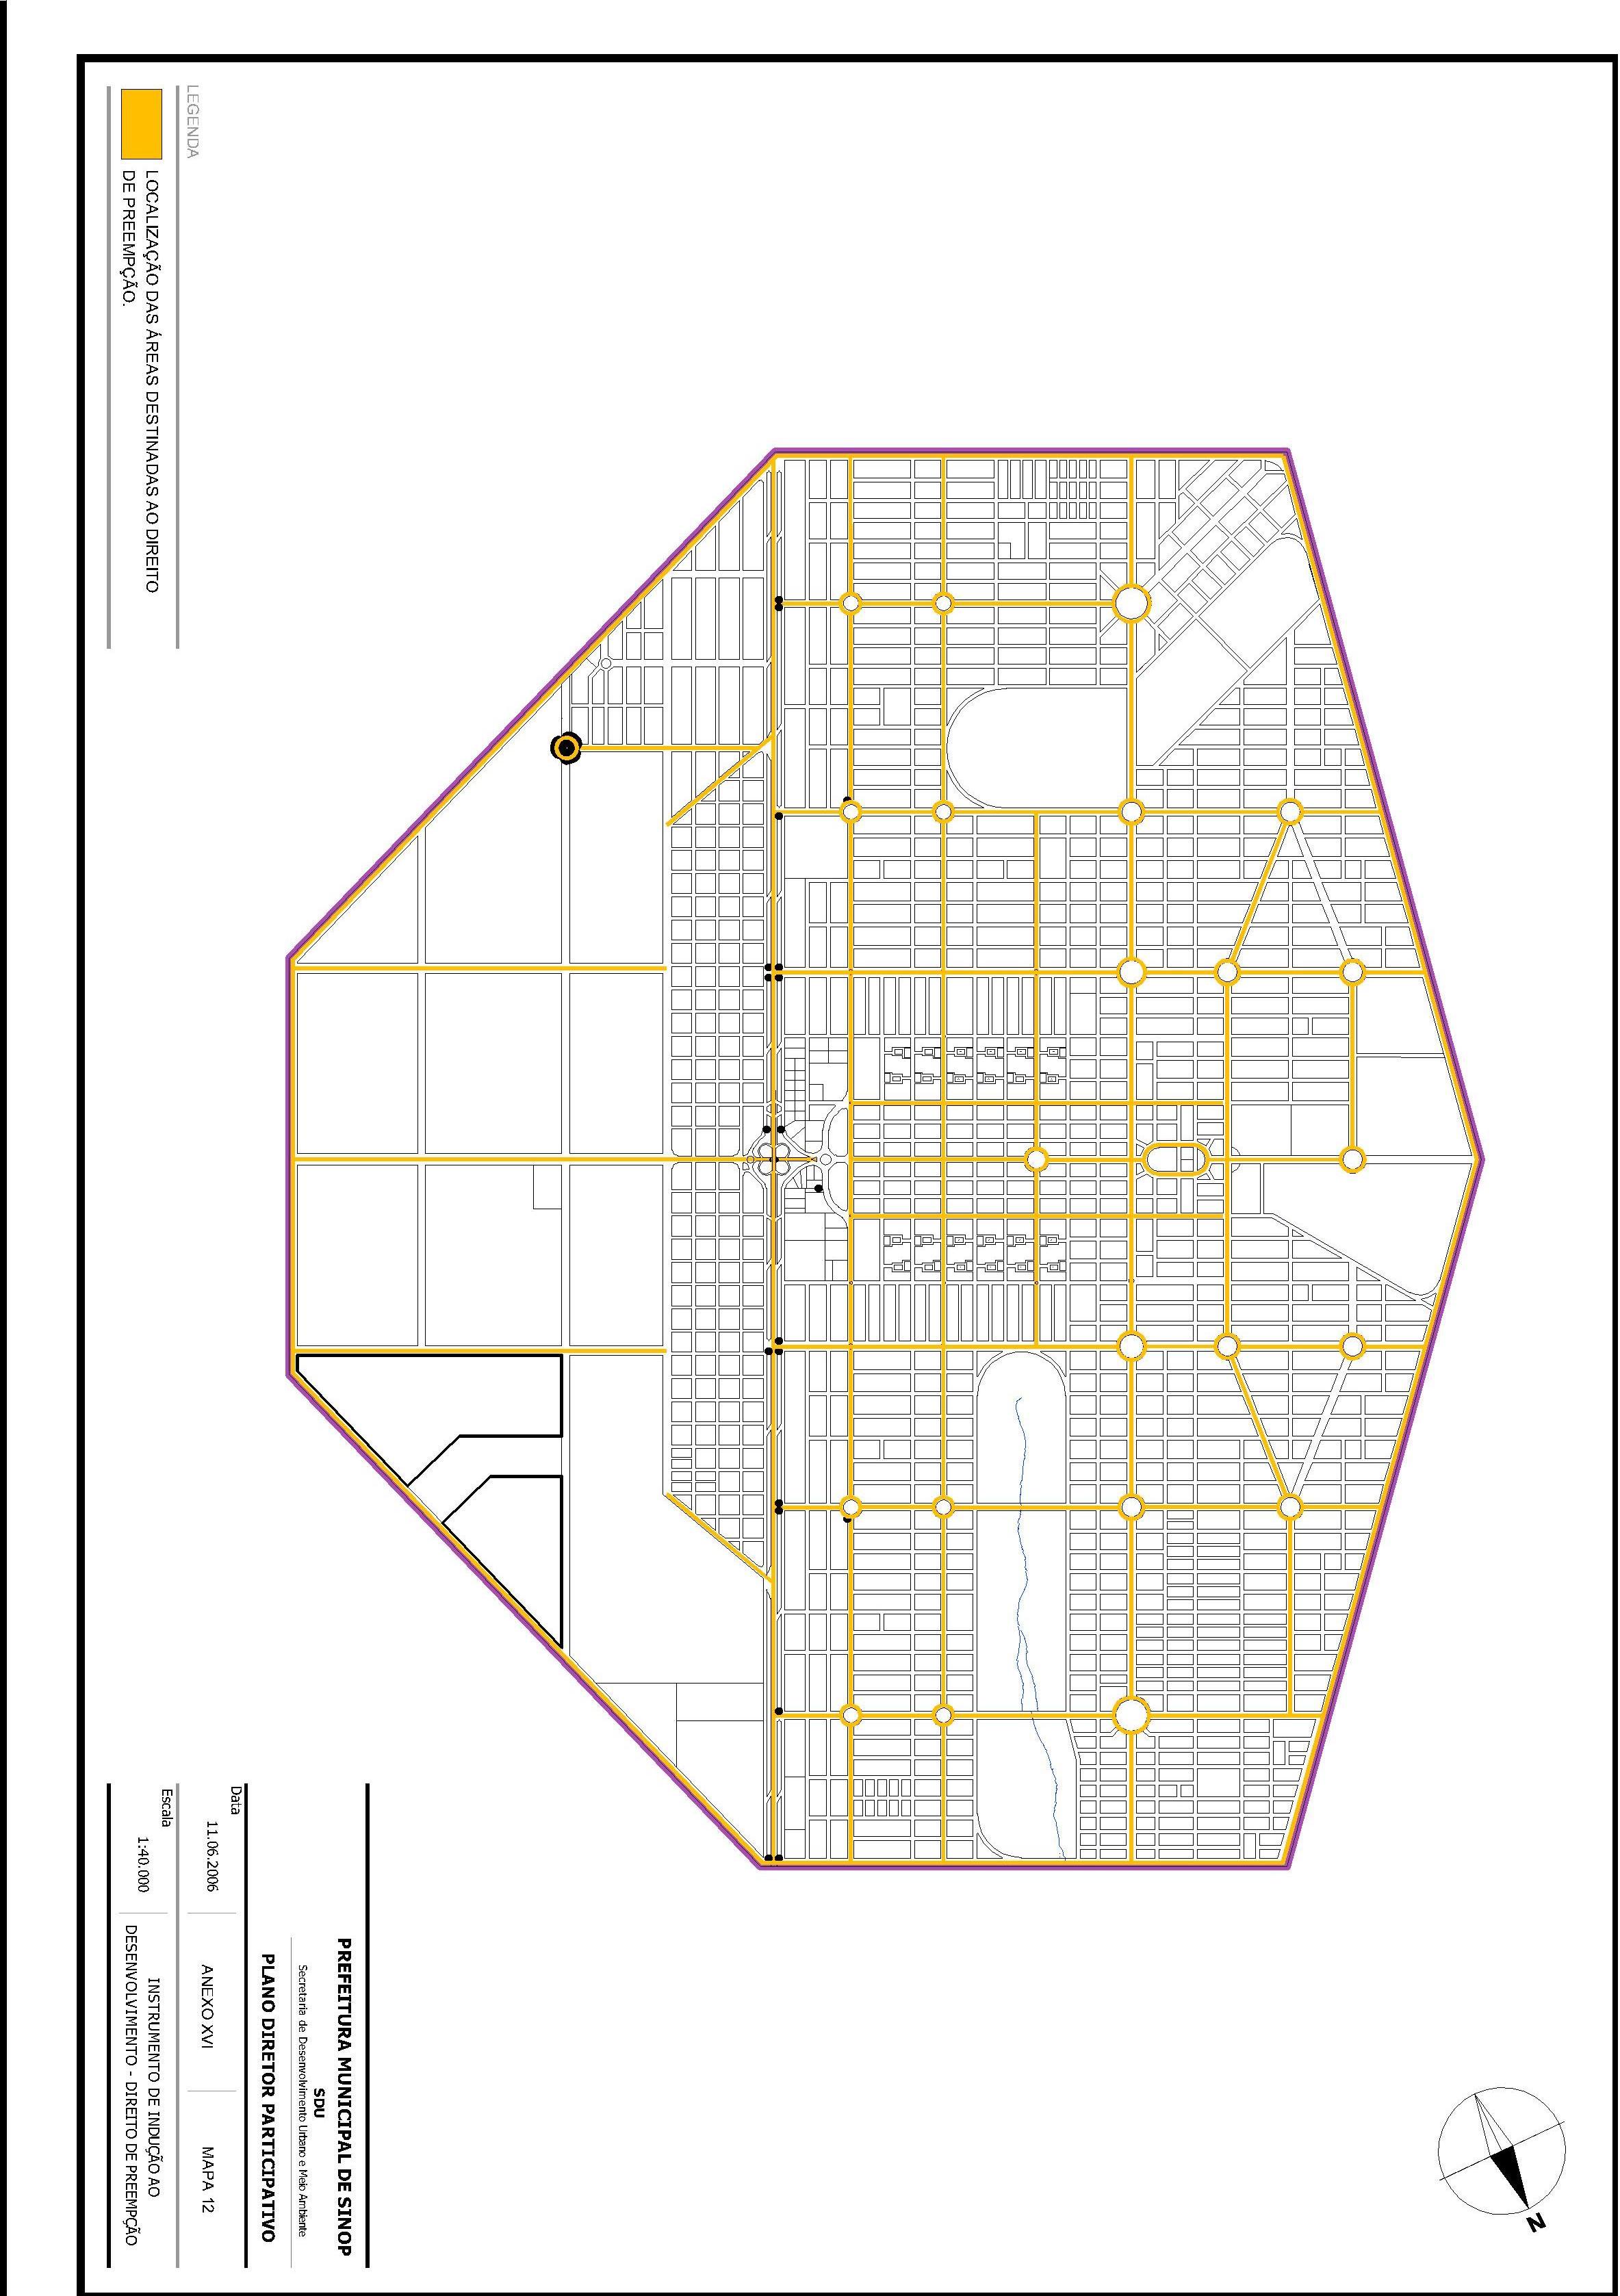 LEGENDA
LOCALIZAÇÃO DAS ÁREAS DESTINADAS AO DIREITO
DE PREEMPÇÃO.
N
PREFEITURA MUNICIPAL DE SINOP
SDU
Secretaria de Desenvolvimento Urbano e Meio Ambiente
PLANO DIRETOR PARTICIPATIVO
Data
11.06.2006
ANEXO XVI
MAPA 12
Escala
1:40.000
INSTRUMENTO DE INDUÇÃO AO
DESENVOLVIMENTO - DIREITO DE PREEMPÇÃO